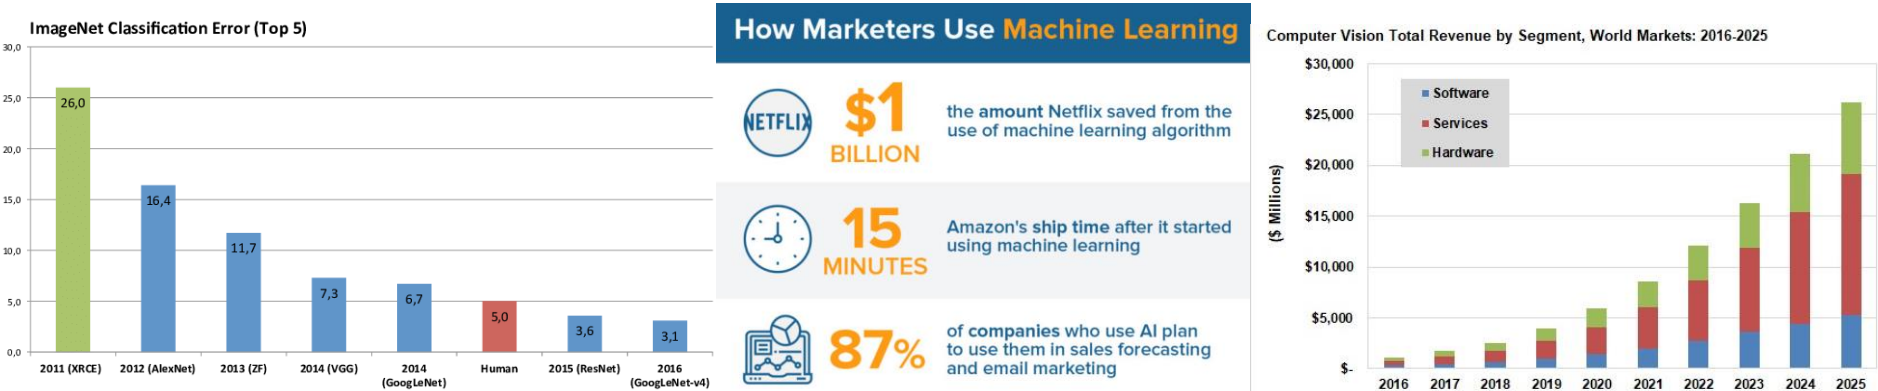 ImageNet Classification Error (Top 5)
30,0
25,0
20,0
15,0
10,0
5,0
0,0
26,0
16,4
11,7
7,3
6,7
5,0
3,6
3,1
2011 (XRCE)
2012 (AlexNet)
2013 (ZF)
2014 (VGG)
2014
(GoogLeNet)
Human
2015 (ResNet)
2016
(GoogLeNet-v4)
How Marketers Use Machine Learning
NETFLIX
$1
BILLION
the amount Netflix saved from the
use of machine learning algorithm
15
MINUTES
Amazon's ship time after it started
using machine learning
87%
of companies who use AI plan
to use them in sales forecasting
and email marketing
Computer Vision Total Revenue by Segment, World Markets: 2016-2025
($ Millions)
$30,000
$25,000
$20,000
$15,000
$10,000
$5,000
$-
Software
Services
Hardware
2016 2017 2018 2019 2020 2021 2022 2023 2024 2025